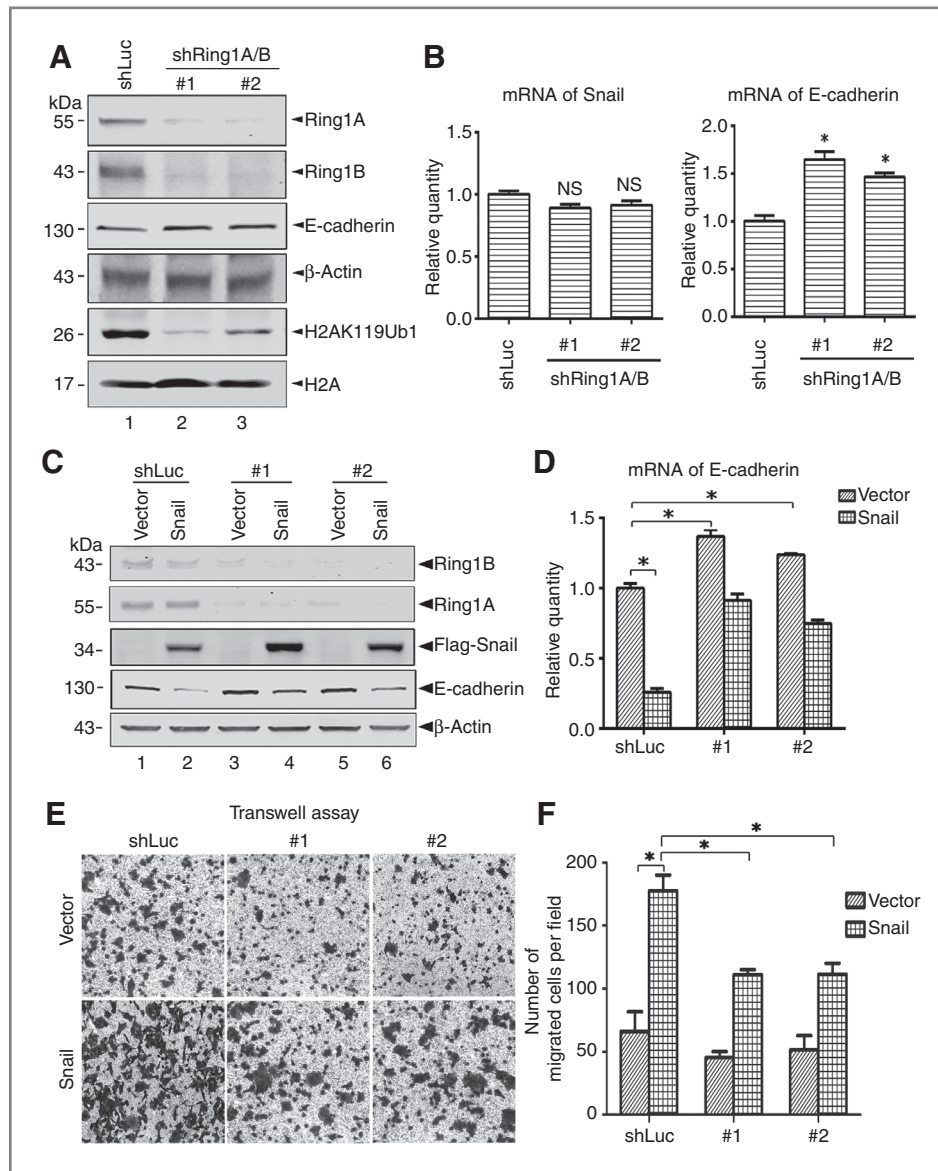 A
shLuc
shRing1A/B
#1 #2
kDa
55 Ring1A
43 Ring1B
130 E-cadherin
43 β-Actin
26 H2AK119Ub1
17 H2A
1 2 3
B
mRNA of Snail
Relative quantity
1.5
1.0
0.5
0.0
NS NS
shLuc
#1 #2
shRing1A/B
mRNA of E-cadherin
Relative quantity
2.0
1.5
1.0
0.5
0.0
* *
shLuc
#1 #2
shRing1A/B
C
shLuc #1 #2
Vector Snail Vector Snail Vector Snail
kDa
43 Ring1B
55 Ring1A
34 Flag-Snail
130 E-cadherin
43 β-Actin
1 2 3 4 5 6
D
mRNA of E-cadherin
Vector
Snail
Relative quantity
1.5
1.0
0.5
0.0
*
*
*
shLuc #1 #2
E
Transwell assay
shLuc #1 #2
Vector
Snail
F
Number of
migrated cells per field
200
150
100
50
0
*
* *
Vector
Snail
shLuc #1 #2